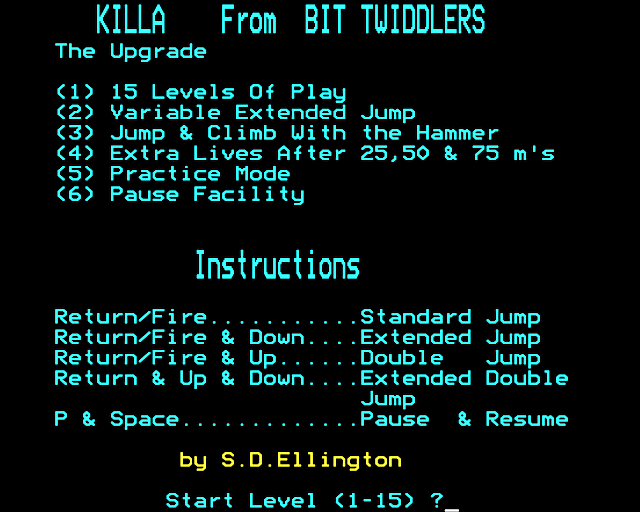 KILLA From BIT TWIDDLERS
The Upgrade
(1) 15 Levels Of Play
(2) Variable Extended Jump
(3) Jump & Climb With the Hammer
(4) Extra Lives After 25,50 & 75 m's
(5) Practice Mode
(6) Pause Facility
Instructions
Return/Fire...........Standard Jump
Return/Fire & Down....Extended Jump
Return/Fire & Up......Double Jump
Return & Up & Down....Extended Double
Jump
P & Space.............Pause & Resume
by S.D.Ellington
Start Level (1-15) ?_